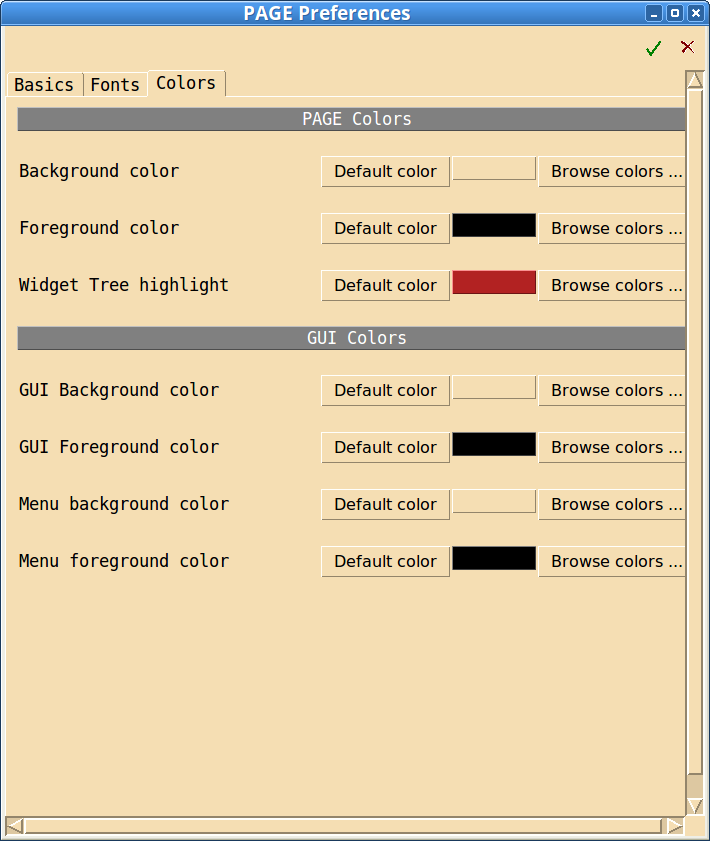 PAGE Preferences
Basics Fonts Colors
PAGE Colors
Background color Default color Browse colors ...
Foreground color Default color Browse colors ...
Widget Tree highlight Default color Browse colors ...
GUI Colors
GUI Background color Default color Browse colors ...
GUI Foreground color Default color Browse colors ...
Menu background color Default color Browse colors ...
Menu foreground color Default color Browse colors ...